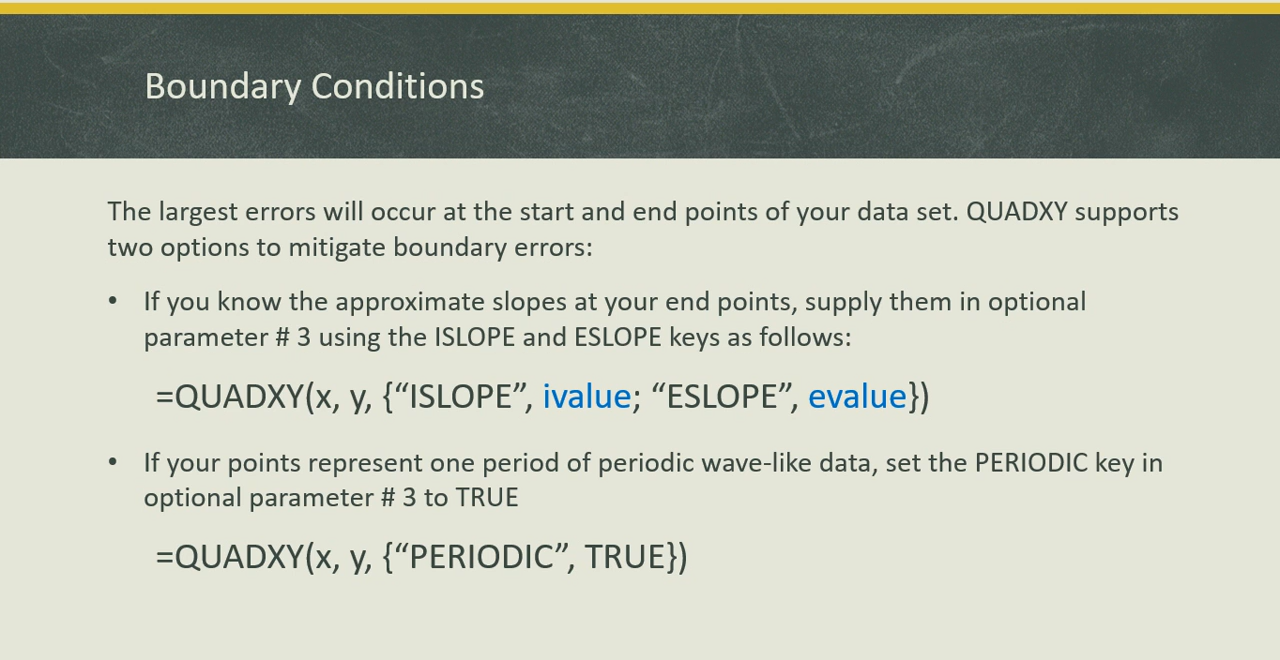 Boundary Conditions
The largest errors will occur at the start and end points of your data set. QUADXY supports
two options to mitigate boundary errors:
• If you know the approximate slopes at your end points, supply them in optional
parameter # 3 using the ISLOPE and ESLOPE keys as follows:
=QUADXY(x, y, {“ISLOPE”, ivalue; “ESLOPE”, evalue})
• If your points represent one period of periodic wave-like data, set the PERIODIC key in
optional parameter # 3 to TRUE
=QUADXY(x, y, {“PERIODIC”, TRUE})